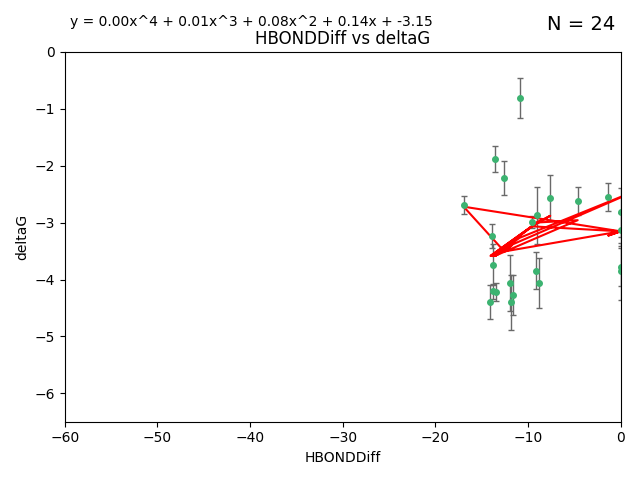 y = 0.00x^4 + 0.01x^3 + 0.08x^2 + 0.14x + -3.15
N = 24
HBONDDiff vs deltaG
0
−1
−2
−3
−4
−5
−6
deltaG
−60 −50 −40 −30 −20 −10 0
HBONDDiff